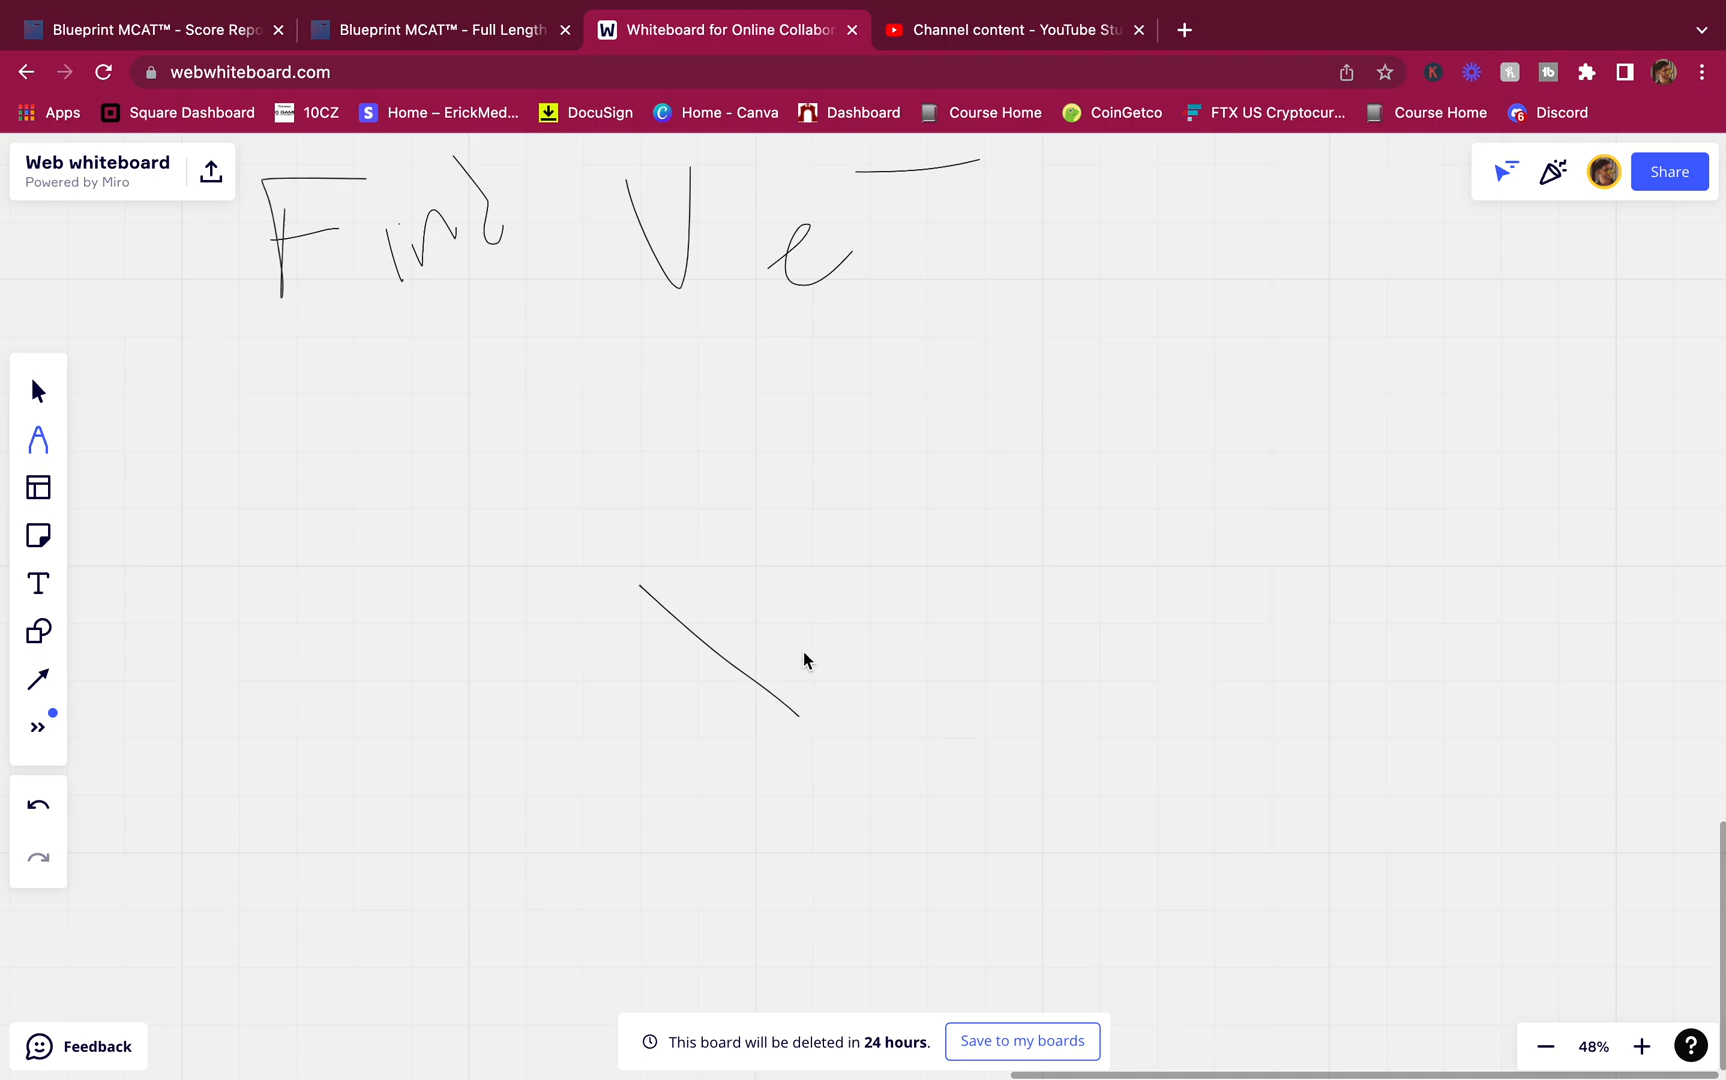 Blueprint MCAT™ - Score Repo
Blueprint MCAT™ - Full Length
Whiteboard for Online Collabor
Channel content - YouTube Stu
webwhiteboard.com
Apps
Square Dashboard
10CZ
Home – ErickMed...
DocuSign
Home - Canva
Dashboard
Course Home
CoinGetco
FTX US Cryptocur...
Course Home
Discord
Web whiteboard
Powered by Miro
Share
Find V e⁻
Feedback
This board will be deleted in 24 hours.
Save to my boards
48%